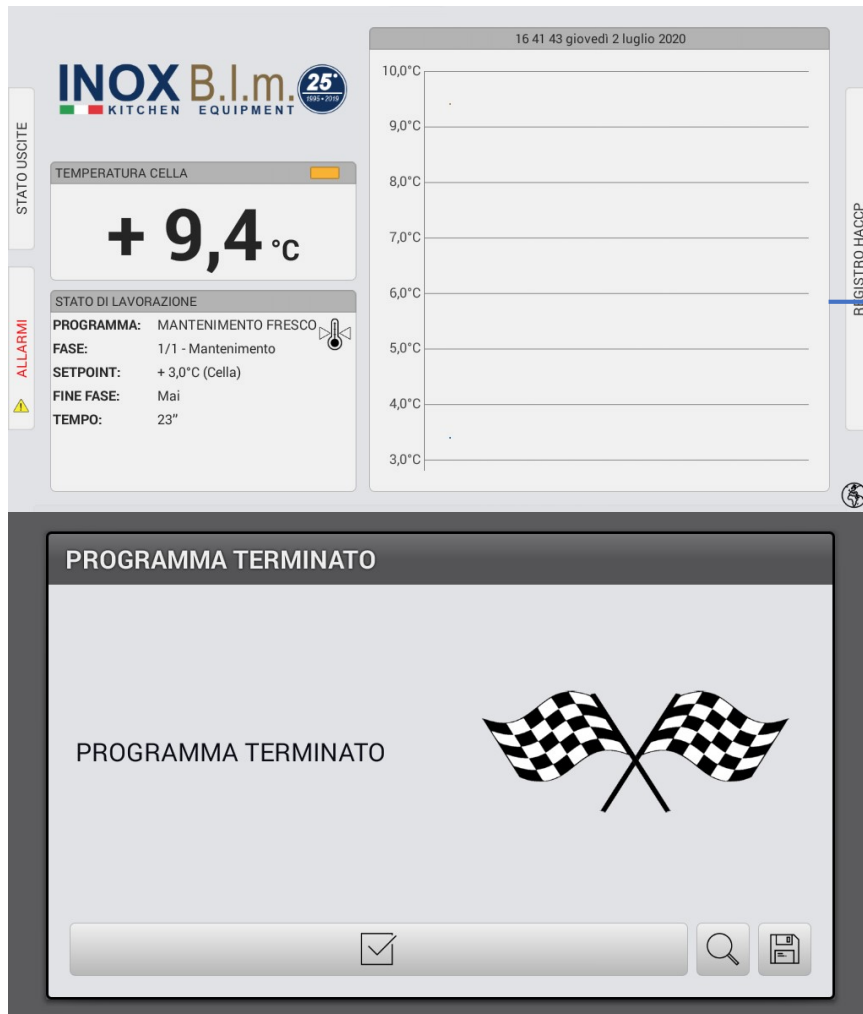 16 41 43 giovedì 2 luglio 2020
INOX B.I.m. 25°
1995 • 2019
KITCHEN EQUIPMENT
STATO USCITE
ALLARMI
TEMPERATURA CELLA
+ 9,4 °C
STATO DI LAVORAZIONE
PROGRAMMA: MANTENIMENTO FRESCO
FASE: 1/1 - Mantenimento
SETPOINT: + 3,0°C (Cella)
FINE FASE: Mai
TEMPO: 23”
10,0°C
9,0°C
8,0°C
7,0°C
6,0°C
5,0°C
4,0°C
3,0°C
REGISTRO HACCP
PROGRAMMA TERMINATO
PROGRAMMA TERMINATO